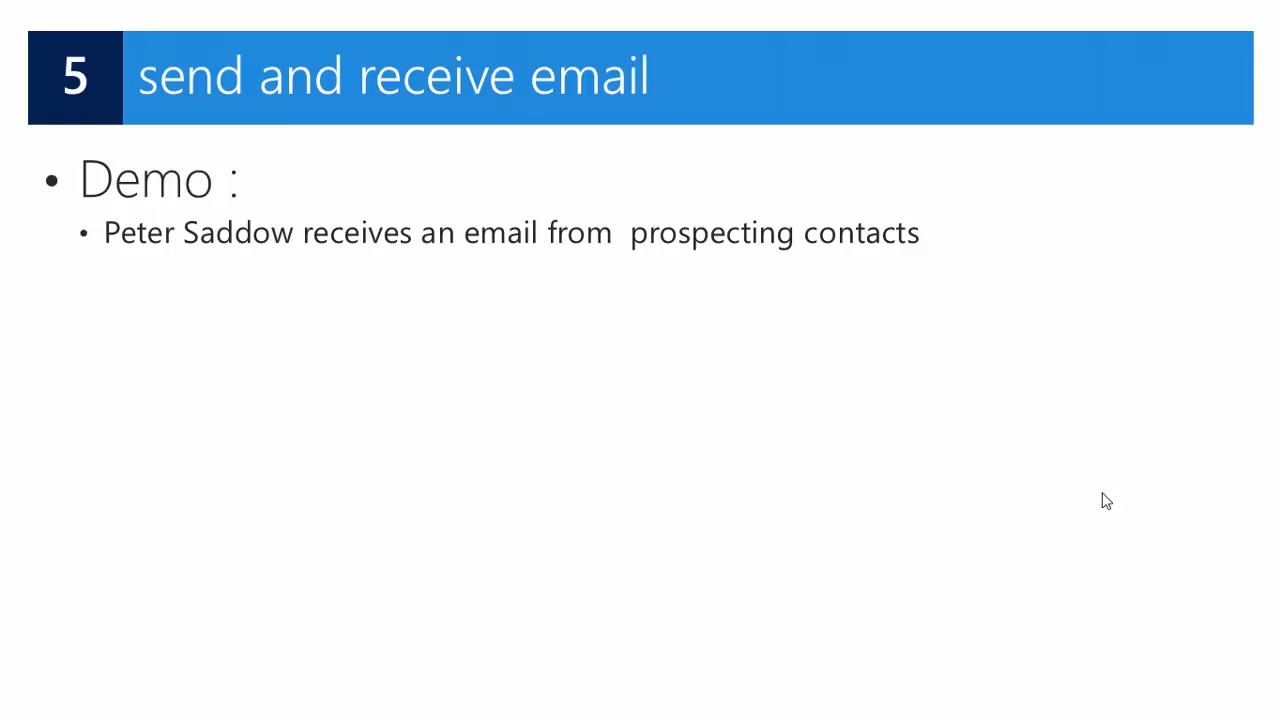 5 send and receive email
• Demo :
• Peter Saddow receives an email from  prospecting contacts